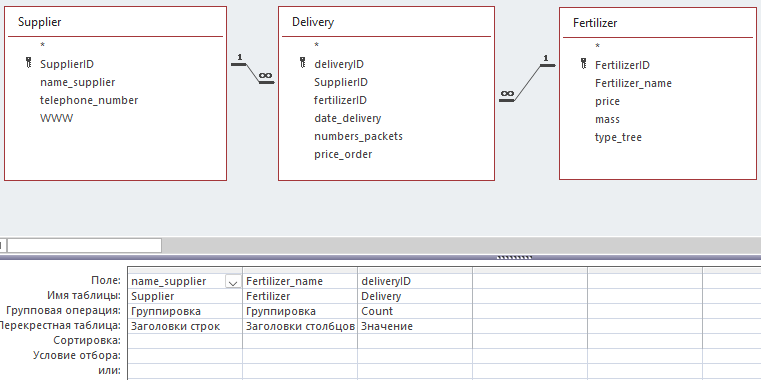 Supplier
*
SupplierID
name_supplier
telephone_number
WWW
1
∞
Delivery
*
deliveryID
SupplierID
fertilizerID
date_delivery
numbers_packets
price_order
∞
1
Fertilizer
*
FertilizerID
Fertilizer_name
price
mass
type_tree
Поле: name_supplier Fertilizer_name deliveryID
Имя таблицы: Supplier Fertilizer Delivery
Групповая операция: Группировка Группировка Count
Перекрестная таблица: Заголовки строк Заголовки столбцов Значение
Сортировка:
Условие отбора:
или: